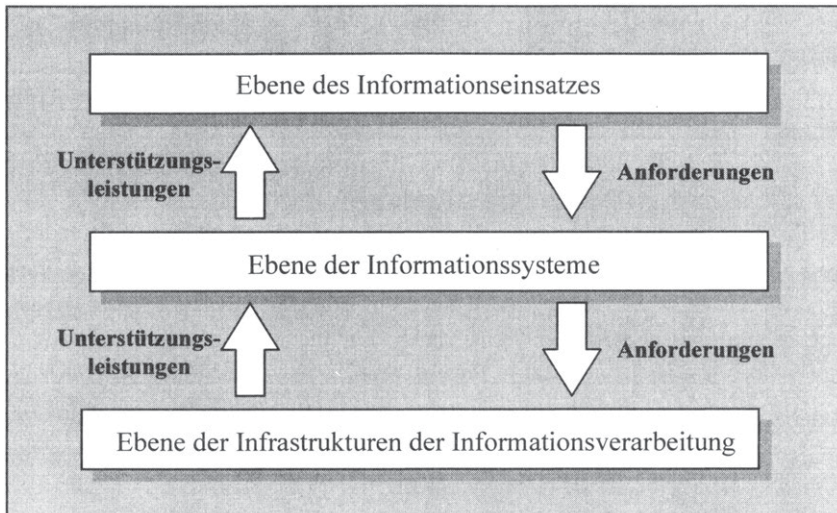 Ebene des Informationseinsatzes
Unterstützungs-
leistungen
Anforderungen
Ebene der Informationssysteme
Unterstützungs-
leistungen
Anforderungen
Ebene der Infrastrukturen der Informationsverarbeitung